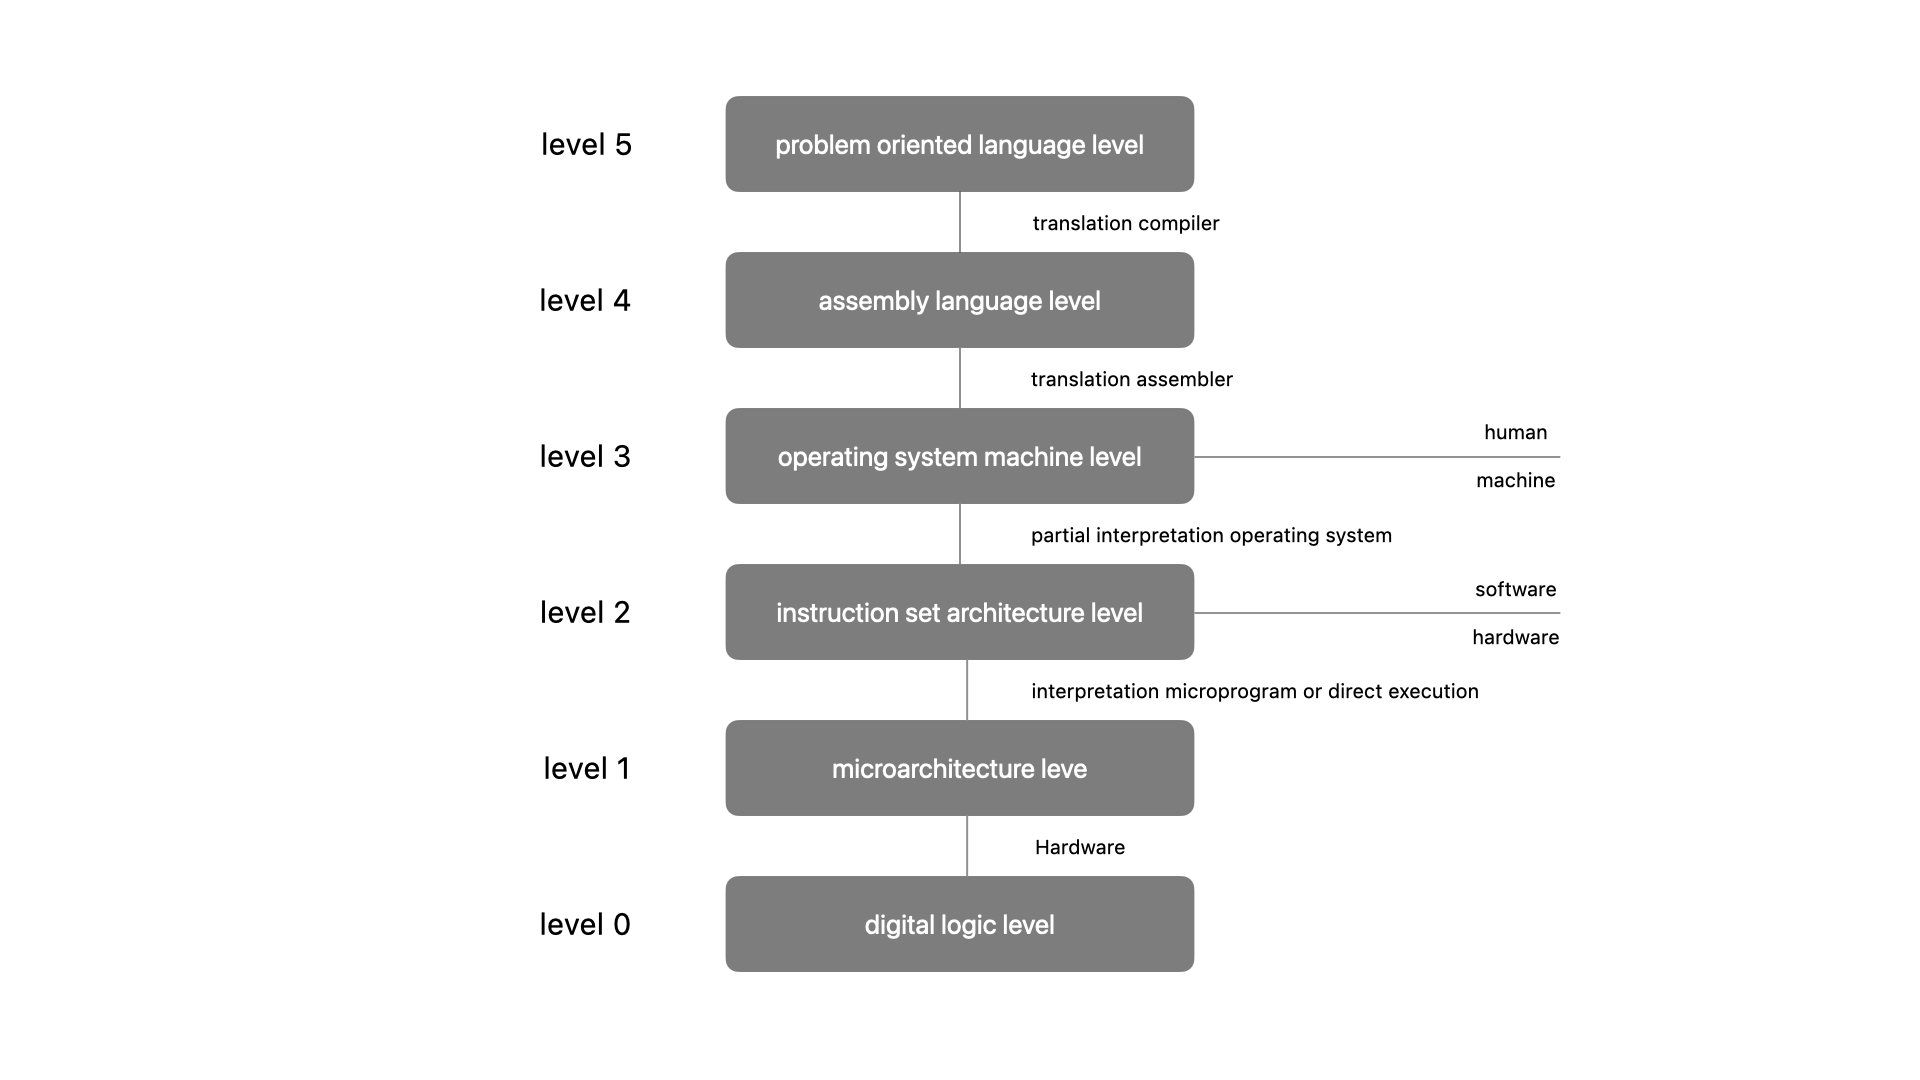 level 5
problem oriented language level
translation compiler
level 4
assembly language level
translation assembler
human
level 3
operating system machine level
machine
partial interpretation operating system
software
level 2
instruction set architecture level
hardware
interpretation microprogram or direct execution
level 1
microarchitecture leve
Hardware
level 0
digital logic level